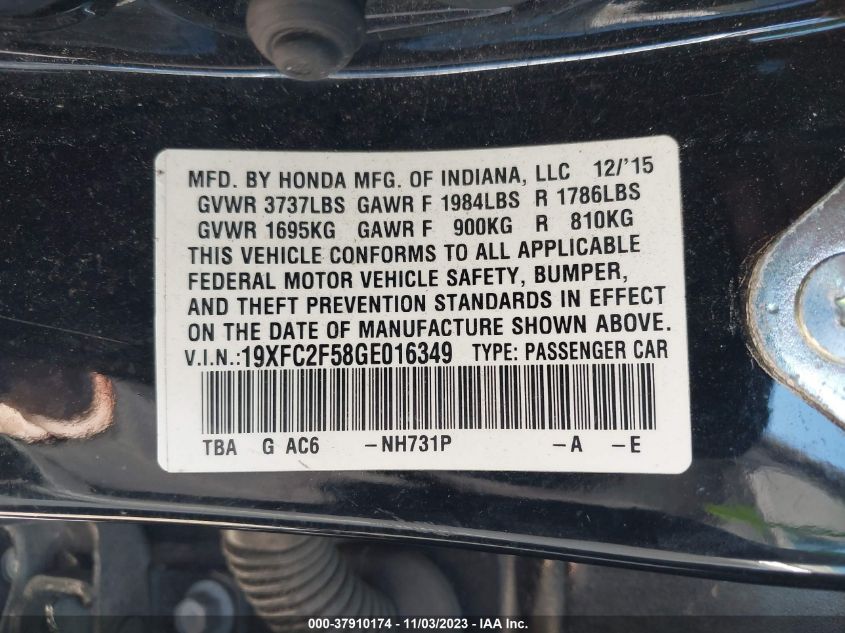 MFD. BY HONDA MFG. OF INDIANA, LLC 12/'15
GVWR 3737LBS GAWR F 1984LBS R 1786LBS
GVWR 1695KG GAWR F 900KG R 810KG
THIS VEHICLE CONFORMS TO ALL APPLICABLE
FEDERAL MOTOR VEHICLE SAFETY, BUMPER,
AND THEFT PREVENTION STANDARDS IN EFFECT
ON THE DATE OF MANUFACTURE SHOWN ABOVE.
V.I.N.:19XFC2F58GE016349 TYPE: PASSENGER CAR
TBA G AC6 -NH731P -A -E
000-37910174 - 11/03/2023 - IAA Inc.